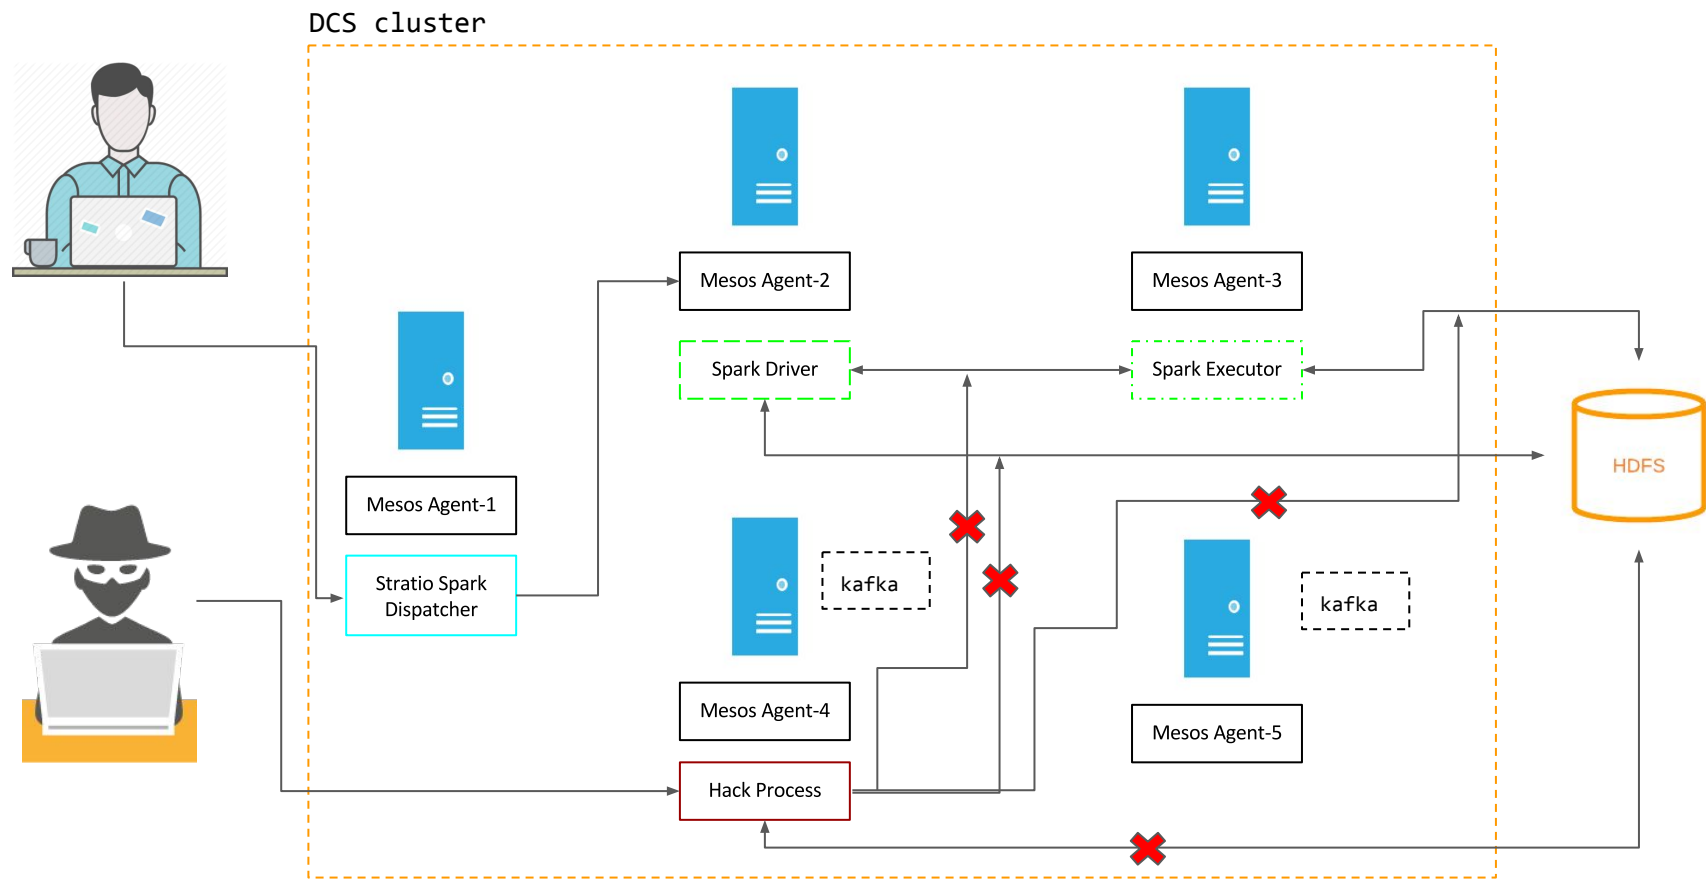 DCS cluster
Mesos Agent-2
Mesos Agent-3
Spark Driver
Spark Executor
Mesos Agent-1
HDFS
Stratio Spark
Dispatcher
kafka
kafka
Mesos Agent-4
Mesos Agent-5
Hack Process